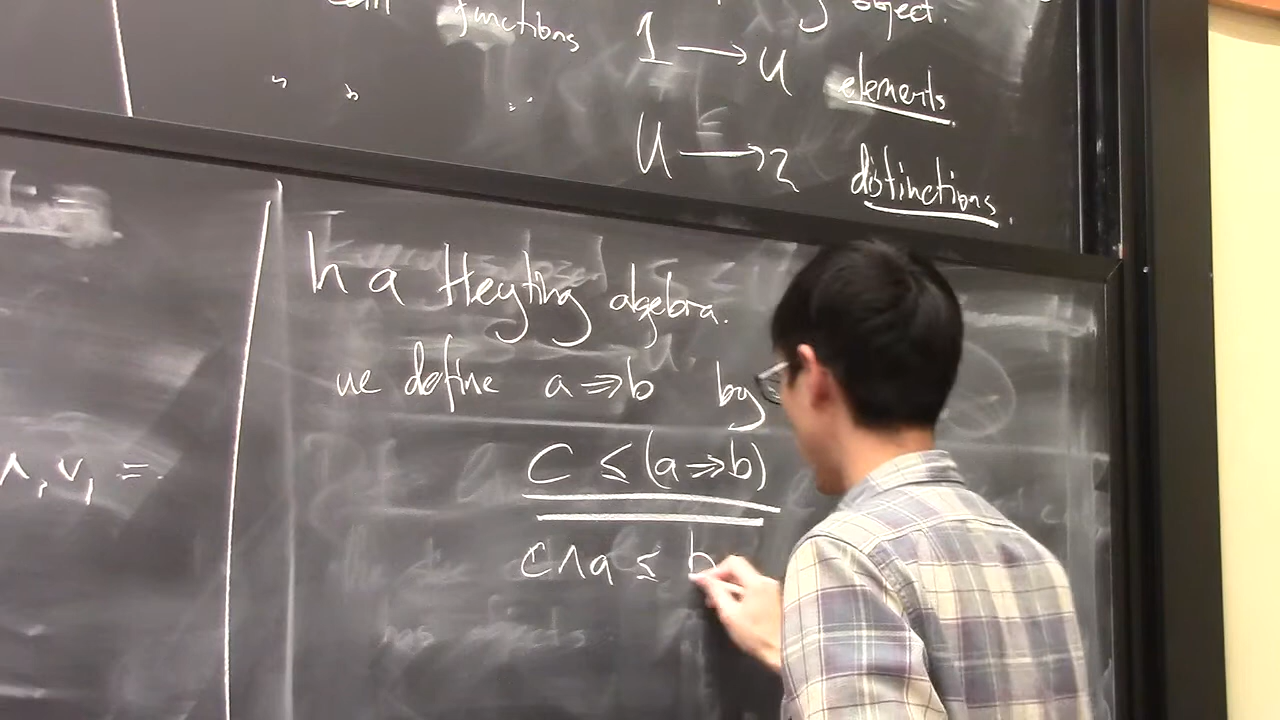 functions 1 → U elements.
object.
U → 2 distinctions.
In a Heyting algebra.
we define a ⇒ b by
C ≤ (a ⇒ b)
c ∧ a ≤ b
∧, ∨, =.